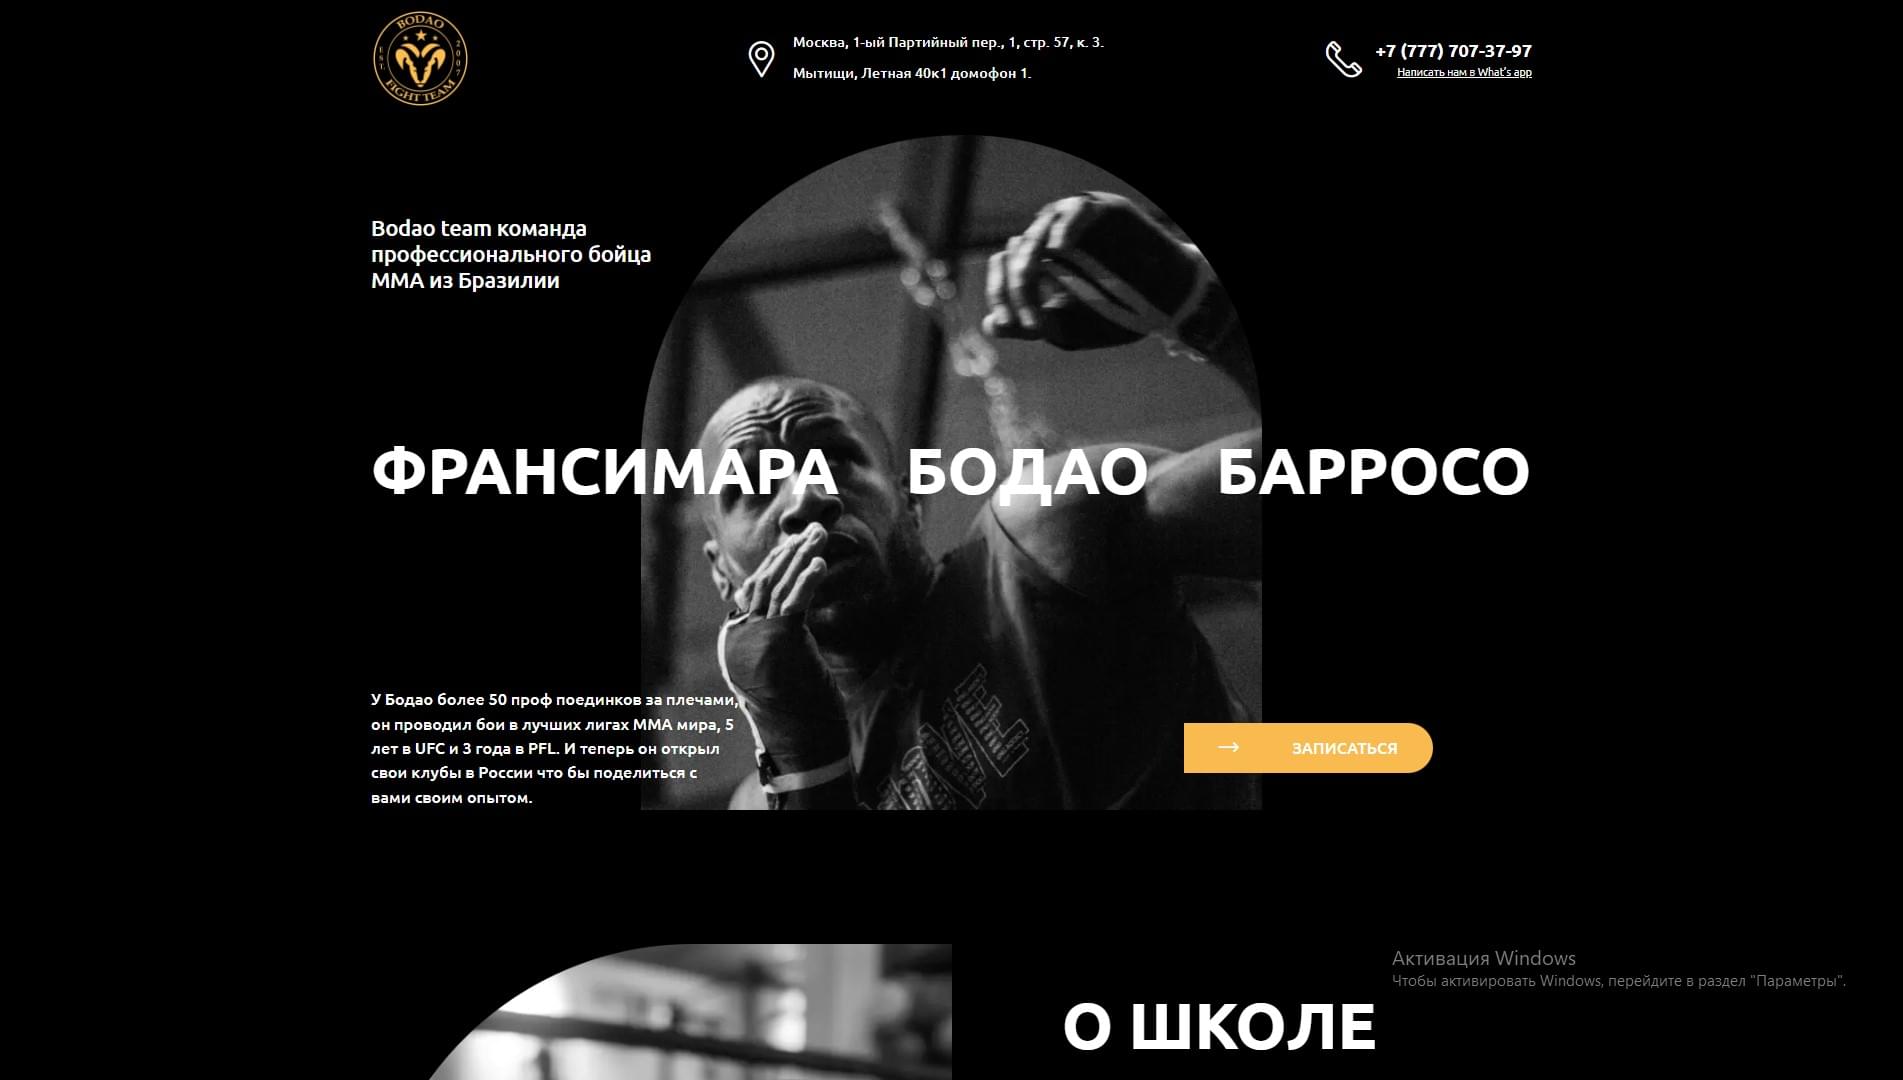 BODAO
EST. 2007
FIGHT TEAM
Москва, 1-ый Партийный пер., 1, стр. 57, к. 3.
Мытищи, Летная 40к1 домофон 1.
+7 (777) 707-37-97
Написать нам в What's app
Bodao team команда
профессионального бойца
ММА из Бразилии
ФРАНСИМАРА БОДАО БАРРОСО
У Бодао более 50 проф поединков за плечами,
он проводил бои в лучших лигах ММА мира, 5
лет в UFC и 3 года в PFL. И теперь он открыл
свои клубы в России что бы поделиться с
вами своим опытом.
ЗАПИСАТЬСЯ
Активация Windows
Чтобы активировать Windows, перейдите в раздел "Параметры".
О ШКОЛЕ